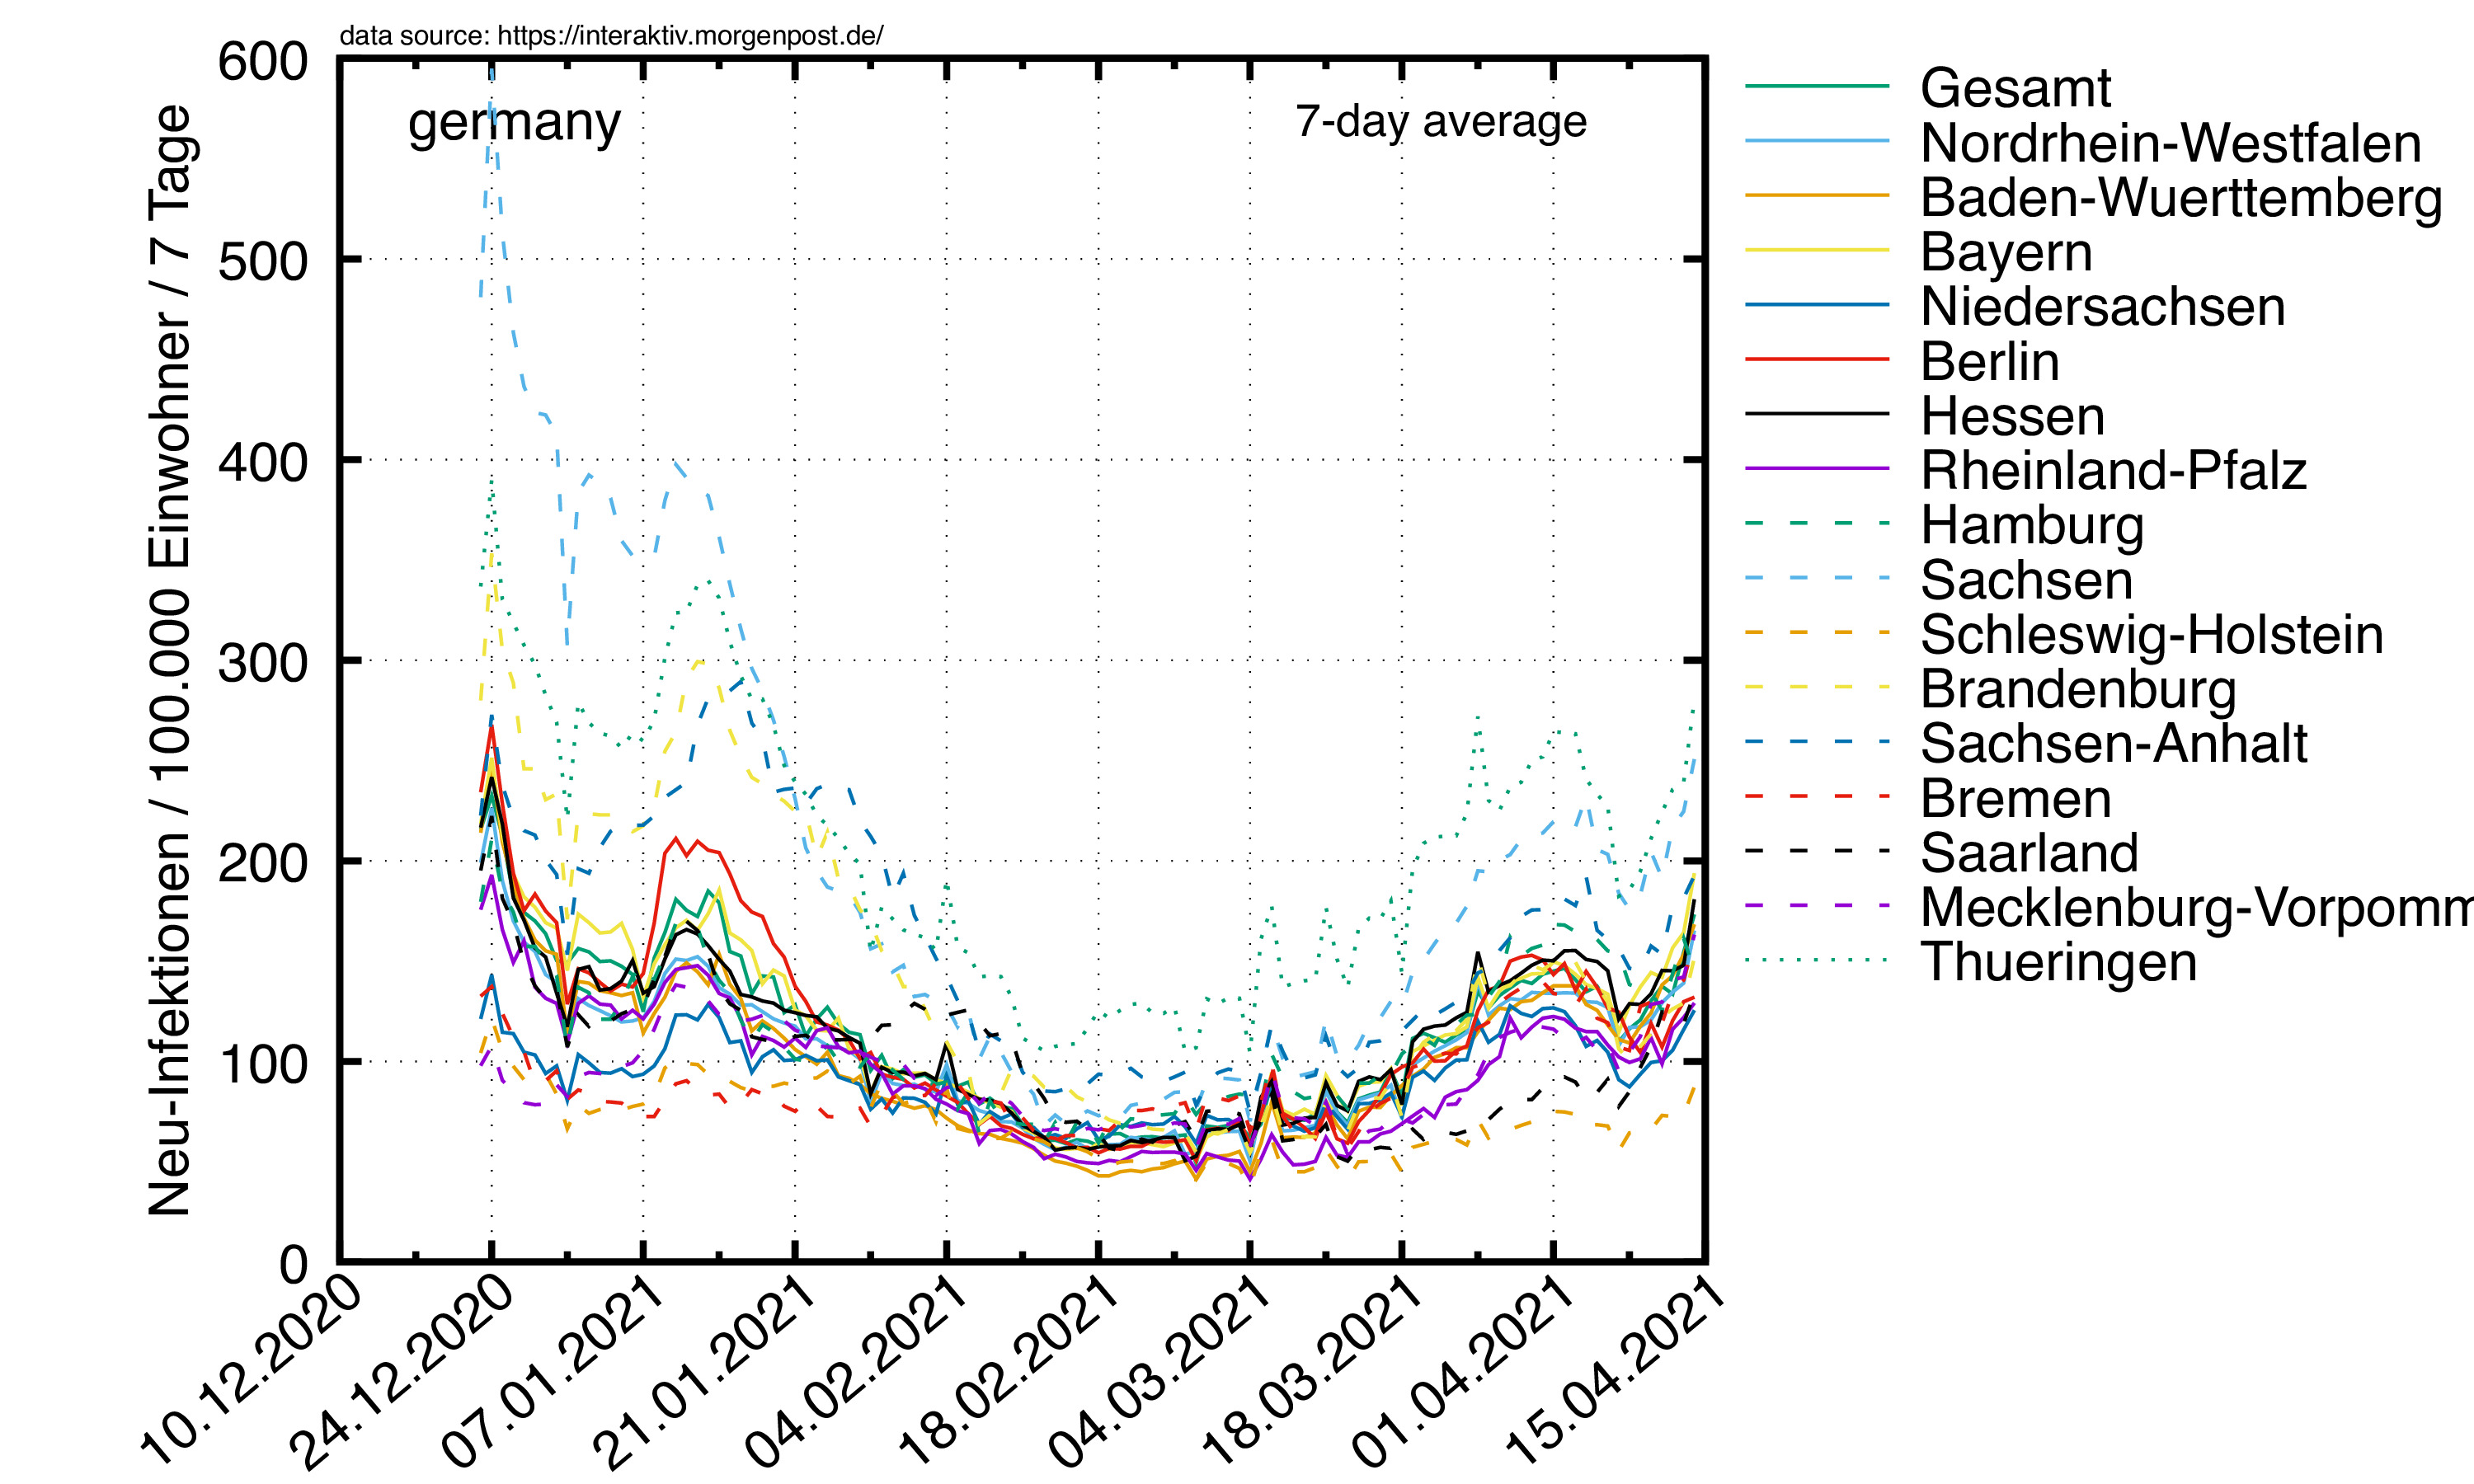 data source: https://interaktiv.morgenpost.de/
germany
7-day average
Neu-Infektionen / 100.000 Einwohner / 7 Tage
600
500
400
300
200
100
0
10.12.2020
24.12.2020
07.01.2021
21.01.2021
04.02.2021
18.02.2021
04.03.2021
18.03.2021
01.04.2021
15.04.2021
Gesamt
Nordrhein-Westfalen
Baden-Wuerttemberg
Bayern
Niedersachsen
Berlin
Hessen
Rheinland-Pfalz
Hamburg
Sachsen
Schleswig-Holstein
Brandenburg
Sachsen-Anhalt
Bremen
Saarland
Mecklenburg-Vorpomm
Thueringen